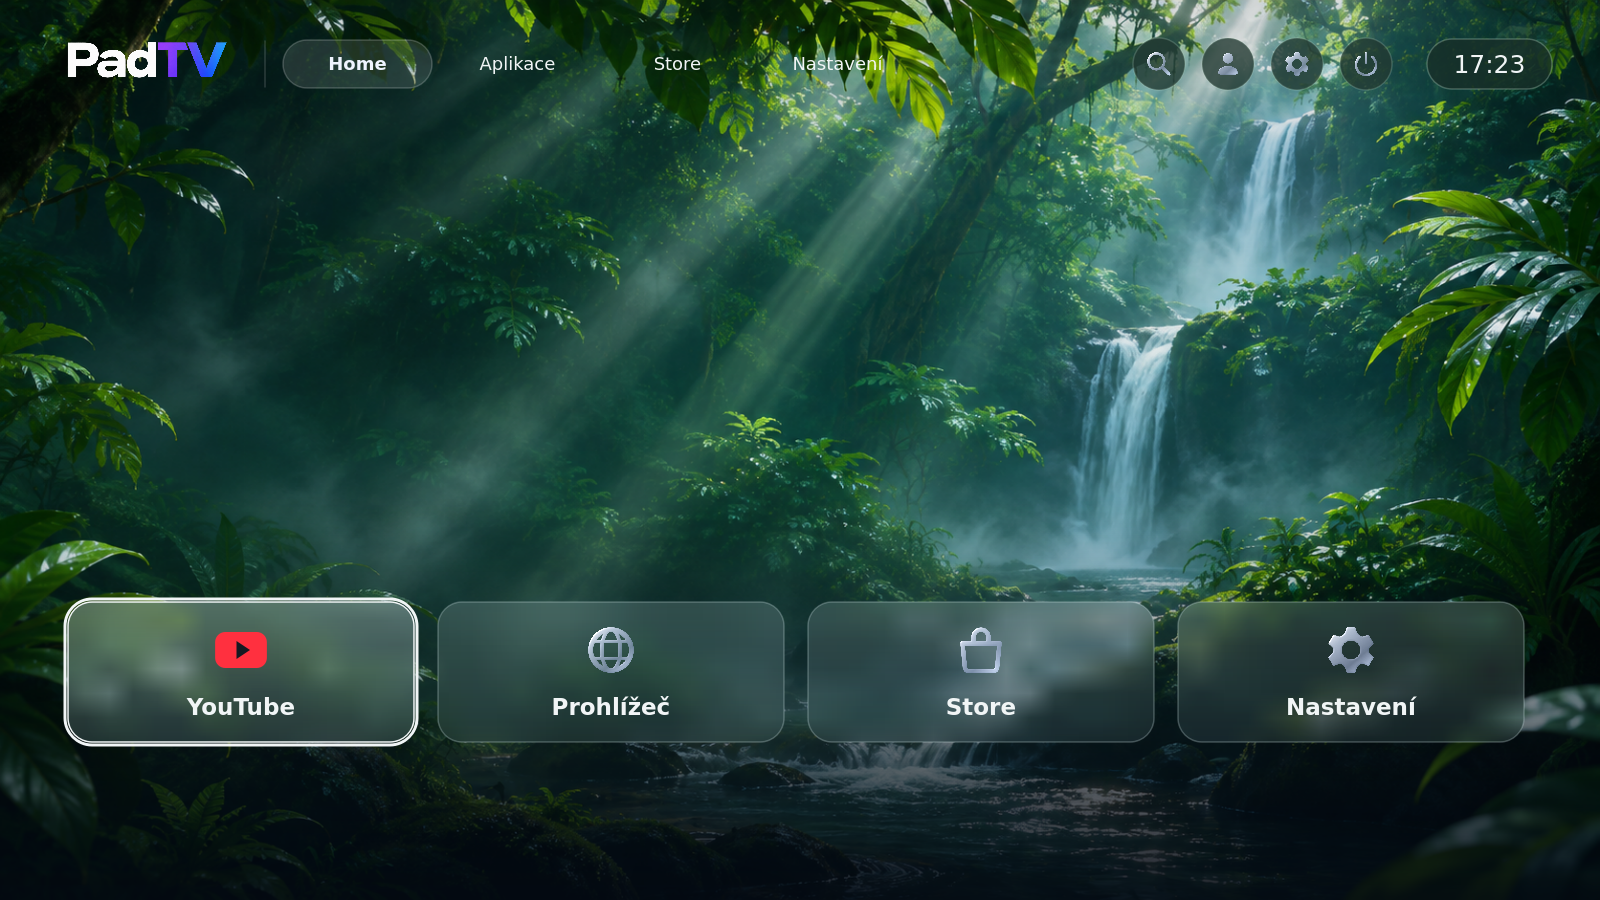 PadTV
Home
Aplikace
Store
Nastavení
17:23
YouTube
Prohlížeč
Store
Nastavení